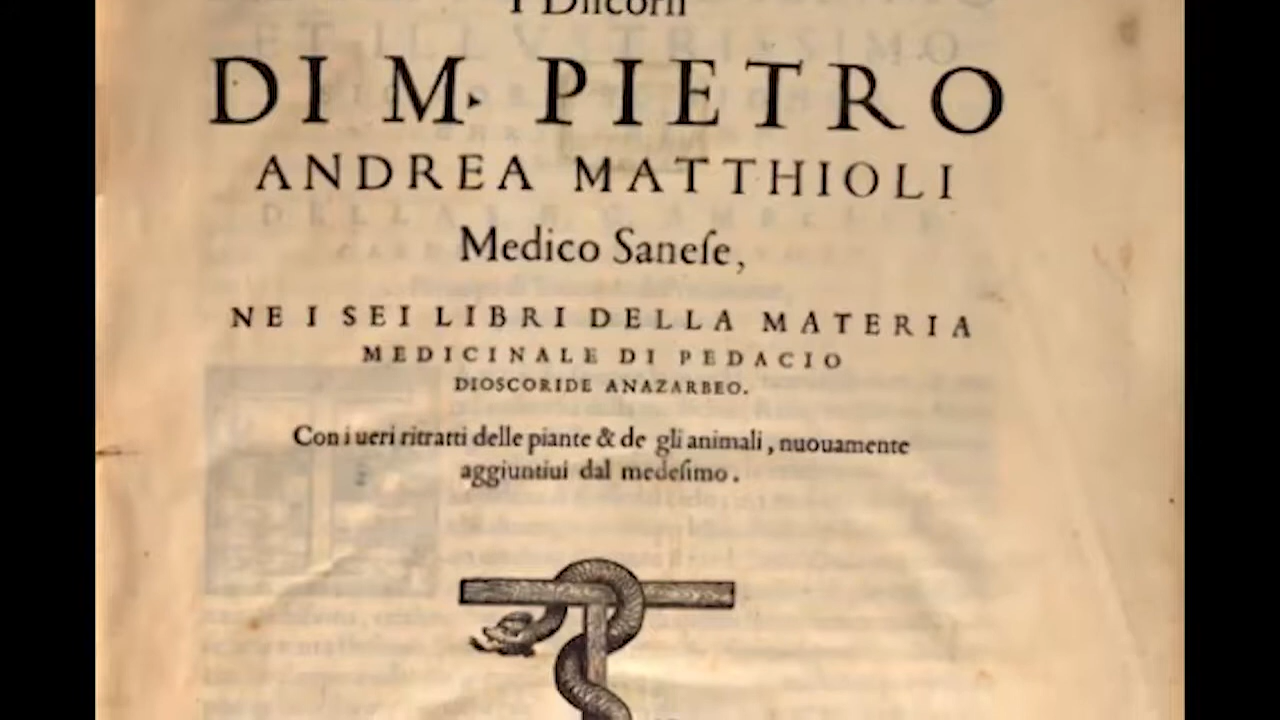 I Diſcorſi
DI M. PIETRO
ANDREA MATTHIOLI
Medico Saneſe,
NE I SEI LIBRI DELLA MATERIA
MEDICINALE DI PEDACIO
DIOSCORIDE ANAZARBEO.
Con i ueri ritratti delle piante & de gli animali, nuouamente
aggiuntiui dal medeſimo.